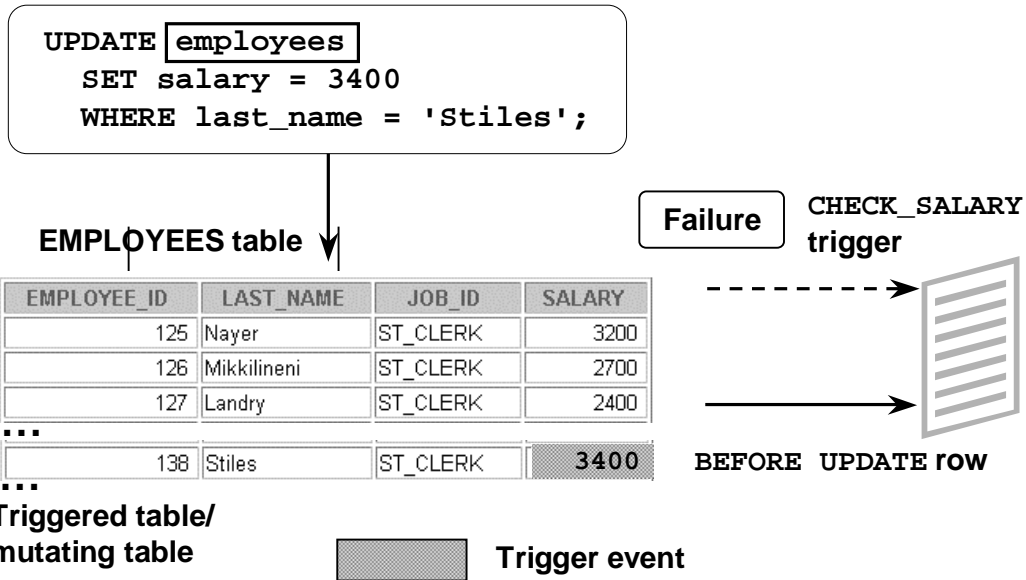 UPDATE employees
SET salary = 3400
WHERE last_name = 'Stiles';
Failure
CHECK_SALARY
trigger
EMPLOYEES table
EMPLOYEE_ID LAST_NAME JOB_ID SALARY
125 Nayer ST_CLERK 3200
126 Mikkilineni ST_CLERK 2700
127 Landry ST_CLERK 2400
...
138 Stiles ST_CLERK 3400
...
BEFORE UPDATE row
Triggered table/
mutating table
Trigger event